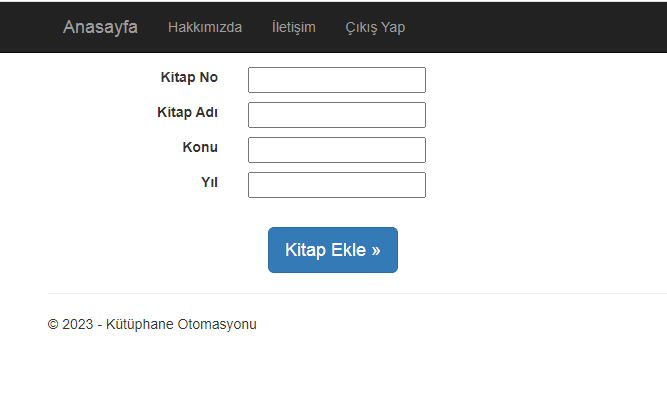 Anasayfa Hakkımızda İletişim Çıkış Yap
Kitap No
Kitap Adı
Konu
Yıl
Kitap Ekle »
© 2023 - Kütüphane Otomasyonu